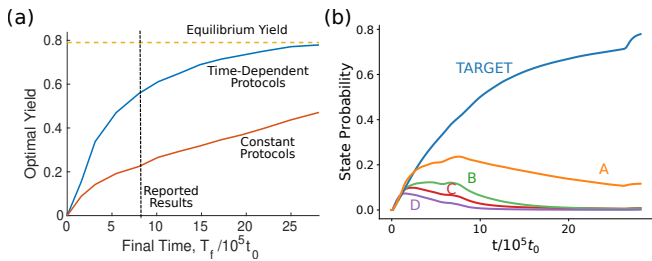 (a)
Equilibrium Yield
Time-Dependent
Protocols
Constant
Protocols
Reported
Results
Optimal Yield
0.8
0.6
0.4
0.2
0
0 5 10 15 20 25
Final Time, T_f /10^5 t_0
(b)
State Probability
0.8
0.6
0.4
0.2
0.0
TARGET
A
B
C
D
0 10 20
t/10^5 t_0